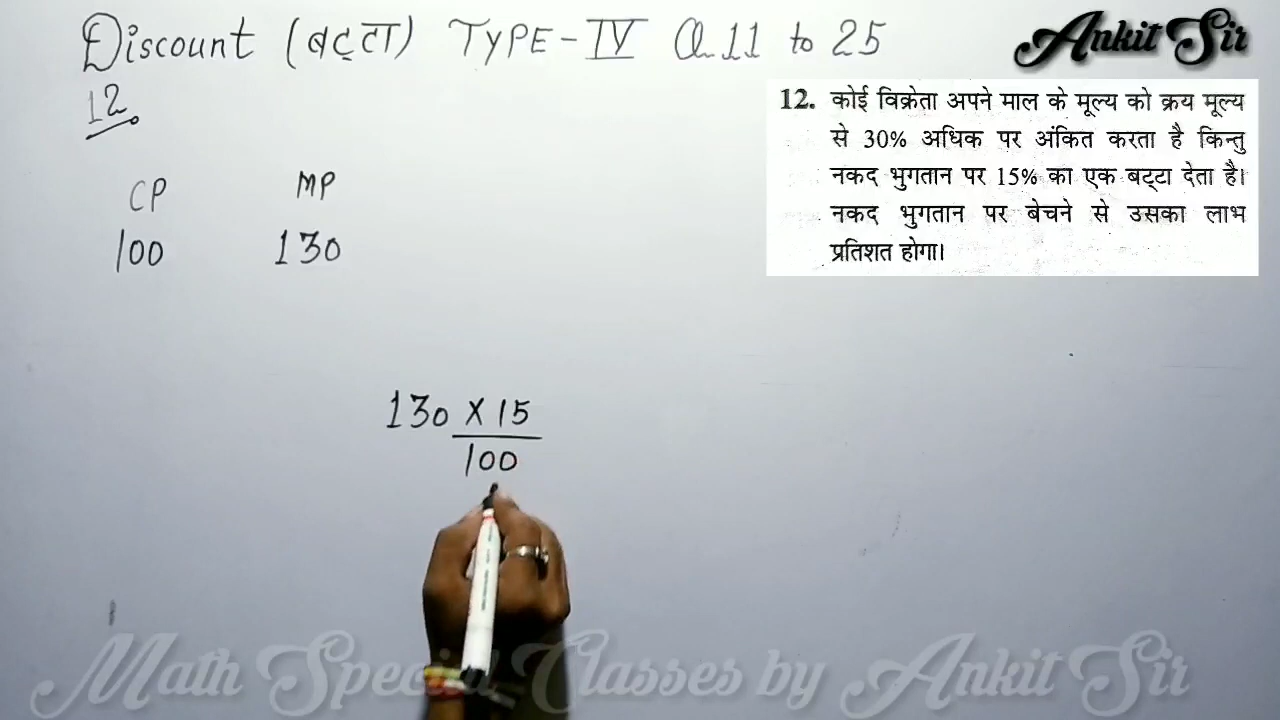 Discount (बट्टा) TYPE-IV Q.11 to 25
Ankit Sir
12.
12. कोई विक्रेता अपने माल के मूल्य को क्रय मूल्य
से 30% अधिक पर अंकित करता है किन्तु
नकद भुगतान पर 15% का एक बट्टा देता है।
नकद भुगतान पर बेचने से उसका लाभ
प्रतिशत होगा।
CP MP
100 130
130 X 15
100
Math Special Classes by Ankit Sir